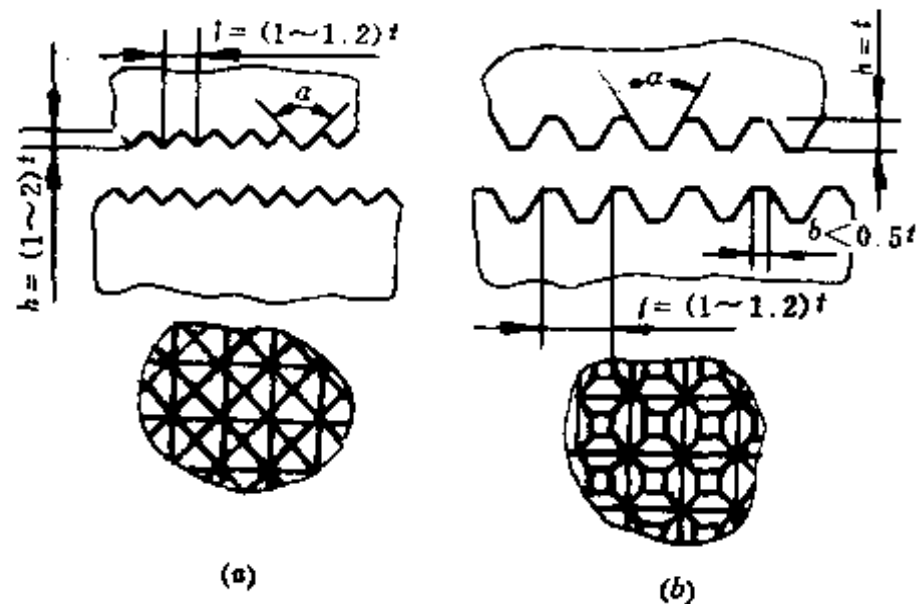 l = (1~1.2)t
a
h = (1~2)t
(a)
h = t
a
b<0.5t
l = (1~1.2)t
(b)